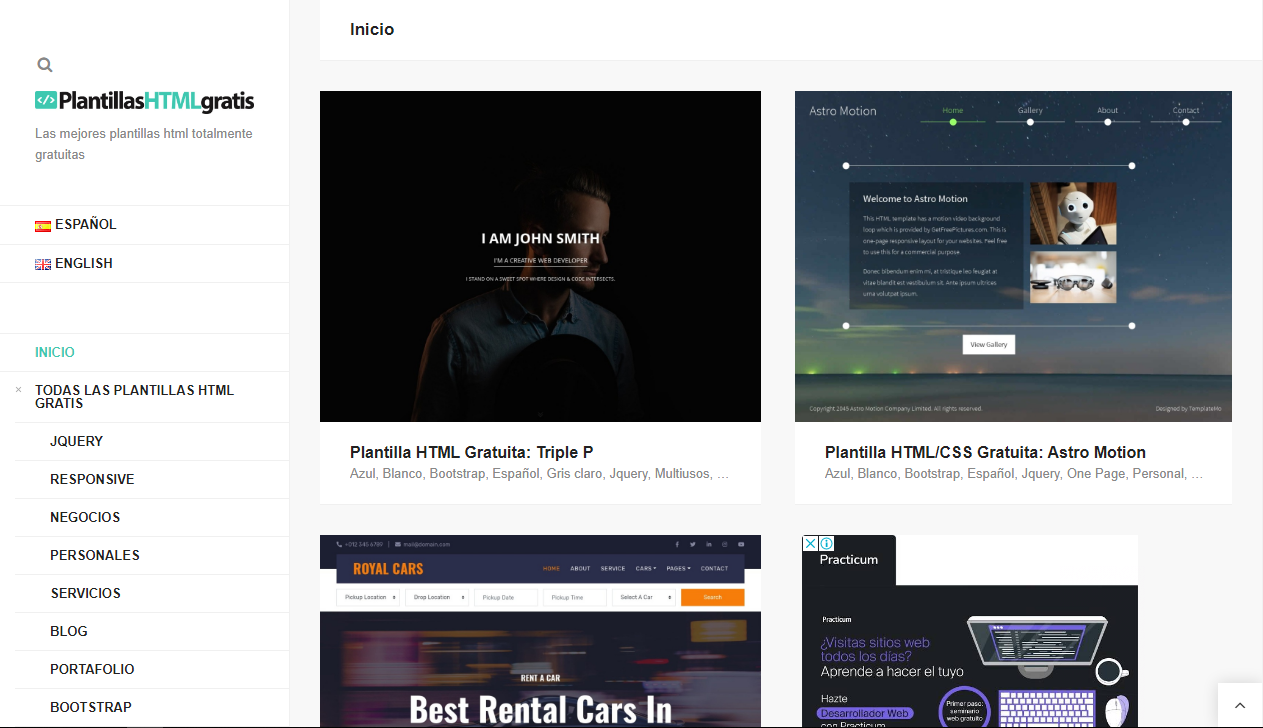 Inicio
</> PlantillasHTMLgratis
Las mejores plantillas html totalmente
gratuitas
ESPAÑOL
ENGLISH
INICIO
× TODAS LAS PLANTILLAS HTML
GRATIS
JQUERY
RESPONSIVE
NEGOCIOS
PERSONALES
SERVICIOS
BLOG
PORTAFOLIO
BOOTSTRAP
I AM JOHN SMITH
I'M A CREATIVE WEB DEVELOPER
I STAND ON A SWEET SPOT WHERE DESIGN & CODE INTERSECTS.
Plantilla HTML Gratuita: Triple P
Azul, Blanco, Bootstrap, Español, Gris claro, Jquery, Multiusos, ...
Astro Motion
Home Gallery About Contact
Welcome to Astro Motion
This HTML template has a motion video background
loop which is provided by GetFreePictures.com. This is
one-page responsive layout for your websites. Feel free
to use this for a commercial purpose.
Donec bibendum enim mi, at tristique leo feugiat at
vitae blandit est vestibulum sit. Ante ipsum ultrices
urna volutpat ipsum.
View Gallery
Copyright 2045 Astro Motion Company Limited. All rights reserved. Designed by TemplateMo
Plantilla HTML/CSS Gratuita: Astro Motion
Azul, Blanco, Bootstrap, Español, Jquery, One Page, Personal, ...
+012 345 6789 | mail@domain.com
ROYAL CARS
HOME ABOUT SERVICE CARS PAGES CONTACT
Pickup Location Drop Location Pickup Date Pickup Time Select A Car Search
RENT A CAR
Best Rental Cars In
Practicum
Practicum
¿Visitas sitios web
todos los días?
Aprende a hacer el tuyo
Hazte
Desarrollador Web
con Practicum
Primer paso:
seminario
web gratuito